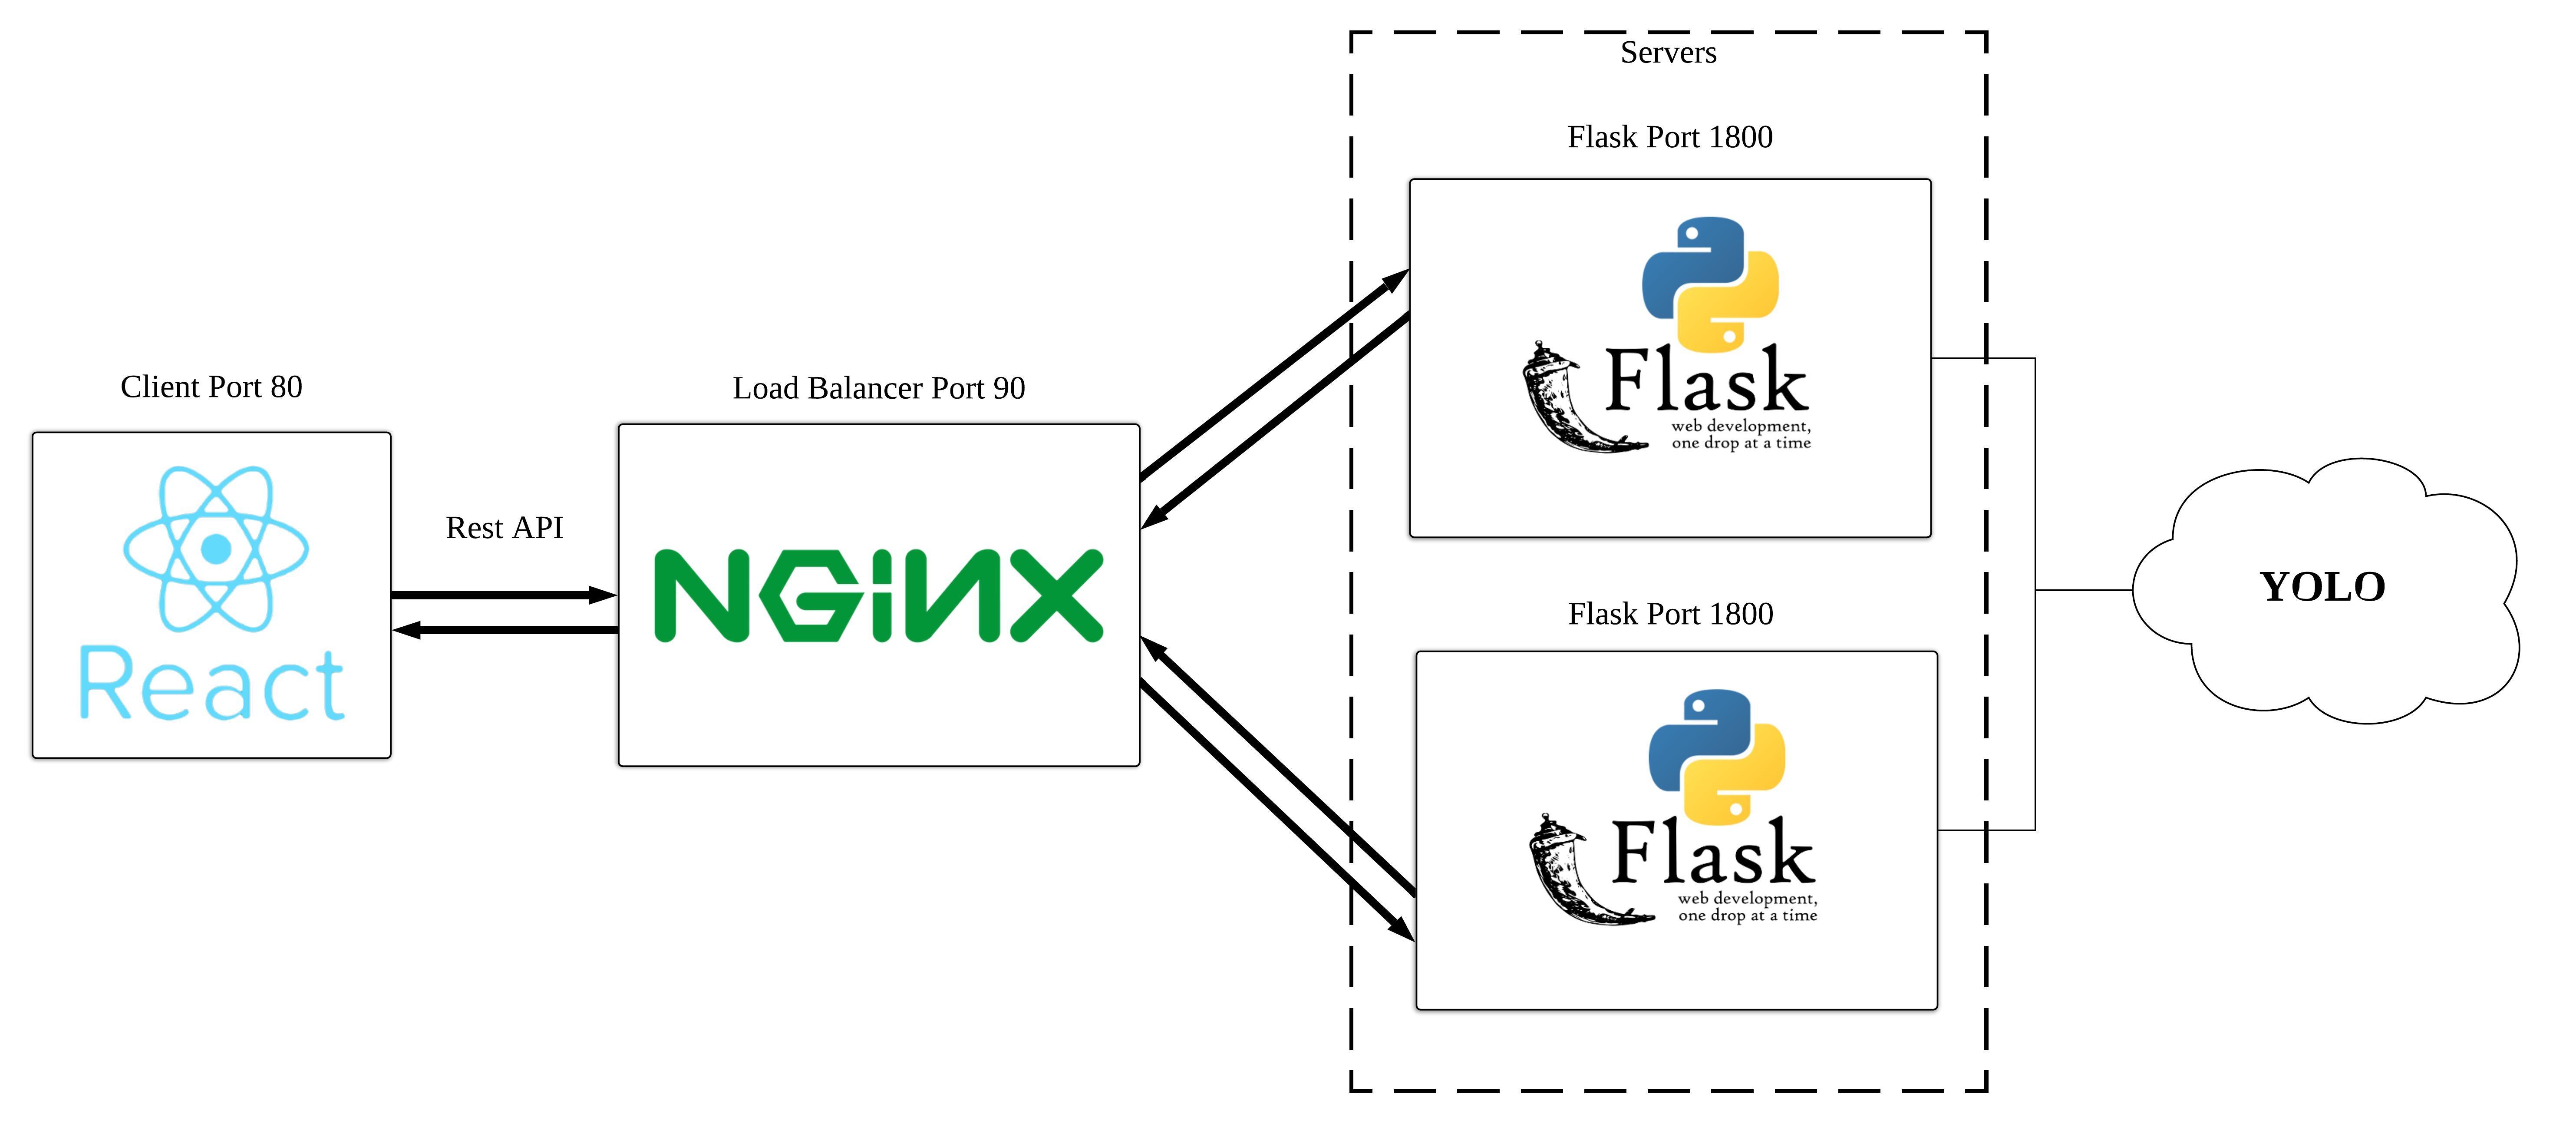 Servers
Flask Port 1800
Flask
web development,
one drop at a time
Client Port 80
React
Rest API
Load Balancer Port 90
NGiNX
Flask Port 1800
Flask
web development,
one drop at a time
YOLO